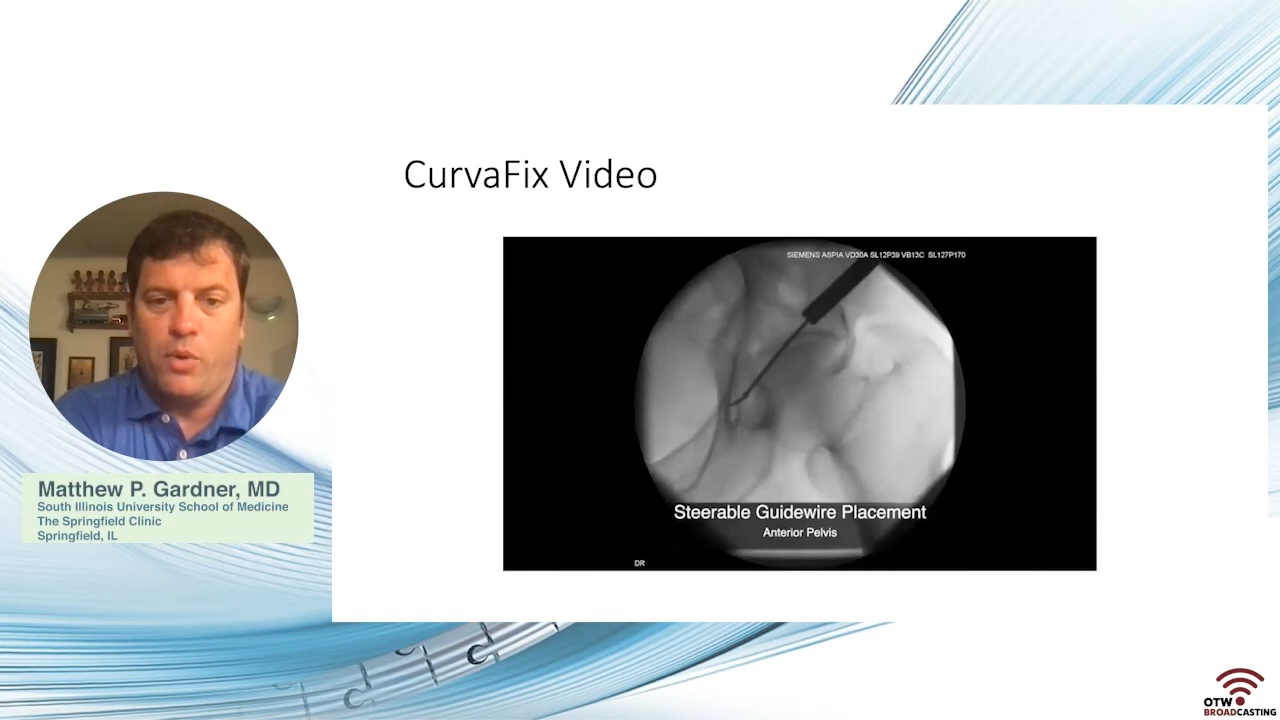 CurvaFix Video
SIEMENS ASPIA VD30A SL12P39 VB13C SL127P170
Steerable Guidewire Placement
Anterior Pelvis
DR
Matthew P. Gardner, MD
South Illinois University School of Medicine
The Springfield Clinic
Springfield, IL
OTW
BROADCASTING